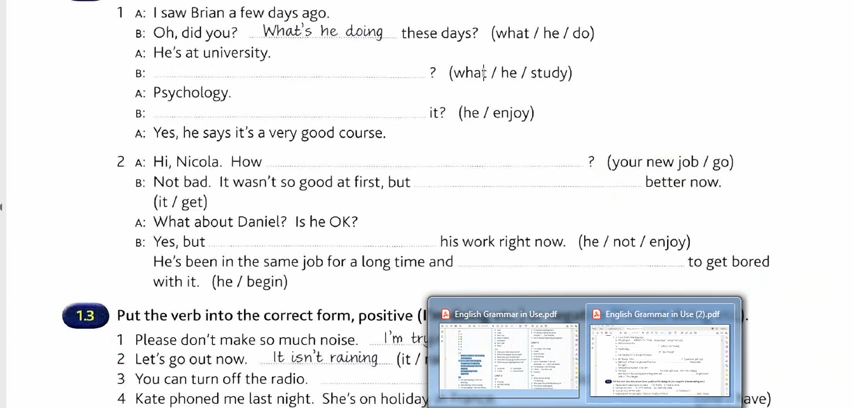 1 A: I saw Brian a few days ago.
B: Oh, did you? What's he doing these days? (what / he / do)
A: He's at university.
B: ? (what / he / study)
A: Psychology.
B: it? (he / enjoy)
A: Yes, he says it's a very good course.
2 A: Hi, Nicola. How ? (your new job / go)
B: Not bad. It wasn't so good at first, but better now.
(it / get)
A: What about Daniel? Is he OK?
B: Yes, but his work right now. (he / not / enjoy)
He's been in the same job for a long time and to get bored
with it. (he / begin)
1.3 Put the verb into the correct form, positive (I
English Grammar in Use.pdf English Grammar in Use (2).pdf
1 Please don't make so much noise. I'm try
2 Let's go out now. It isn't raining (it / r
3 You can turn off the radio.
4 Kate phoned me last night. She's on holiday have)